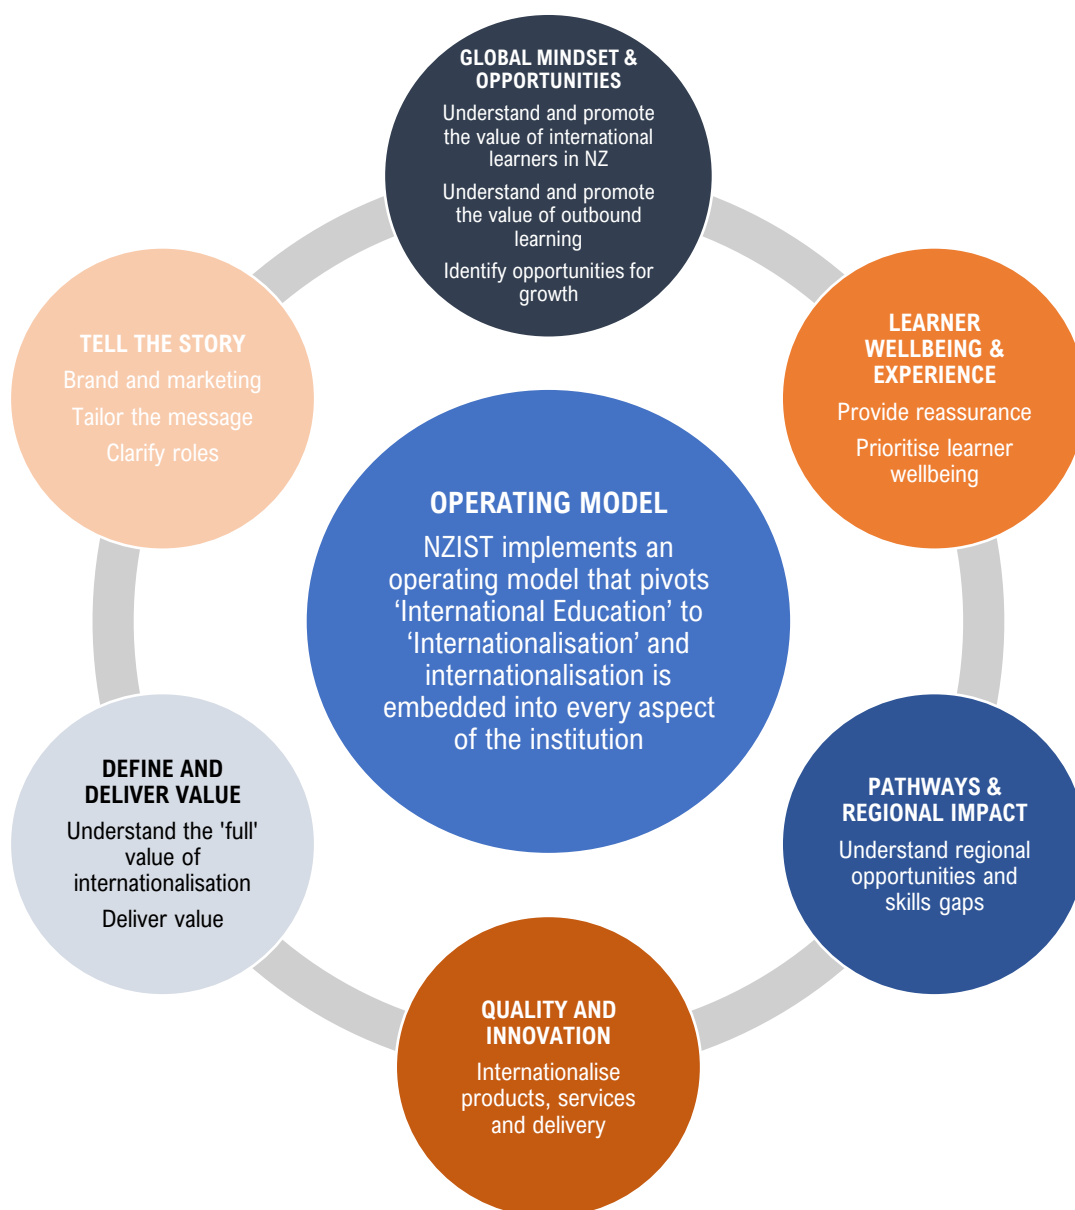 GLOBAL MINDSET &
OPPORTUNITIES
Understand and promote
the value of international
learners in NZ
Understand and promote
the value of outbound
learning
Identify opportunities for
growth
LEARNER
WELLBEING &
EXPERIENCE
Provide reassurance
Prioritise learner
wellbeing
PATHWAYS &
REGIONAL IMPACT
Understand regional
opportunities and
skills gaps
QUALITY AND
INNOVATION
Internationalise
products, services
and delivery
DEFINE AND
DELIVER VALUE
Understand the 'full'
value of
internationalisation
Deliver value
TELL THE STORY
Brand and marketing
Tailor the message
Clarify roles
OPERATING MODEL
NZIST implements an
operating model that pivots
‘International Education’ to
‘Internationalisation’ and
internationalisation is
embedded into every aspect
of the institution